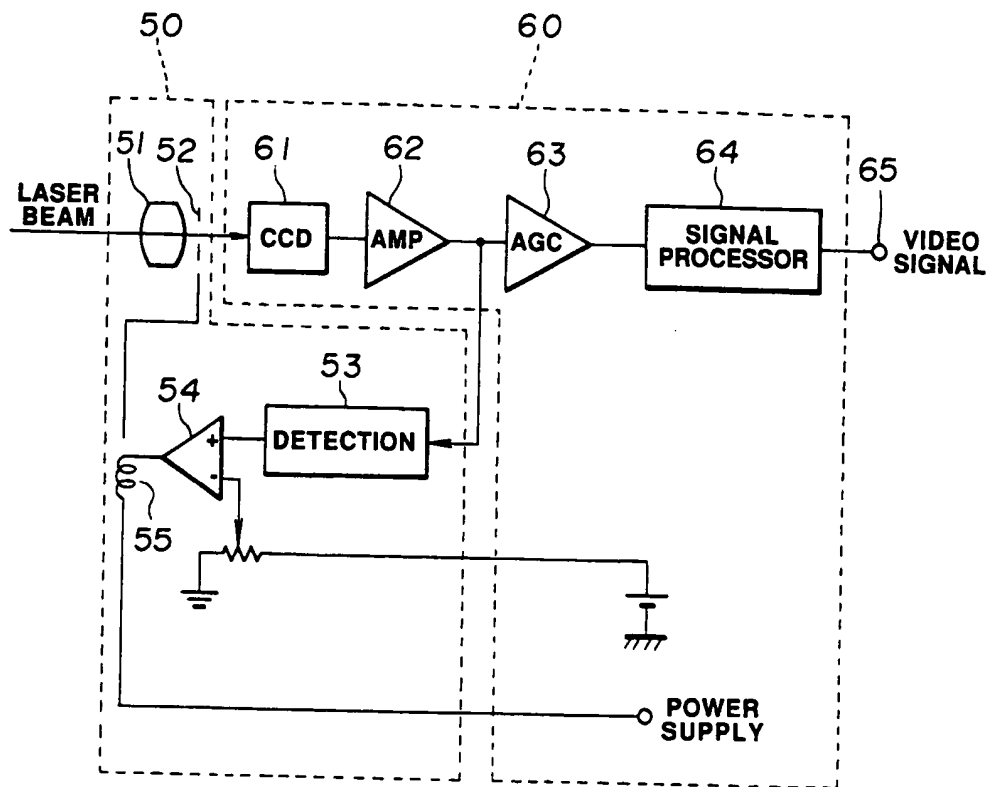 50
60
51
52
61
62
63
64
65
LASER
BEAM
CCD
AMP
AGC
SIGNAL
PROCESSOR
VIDEO
SIGNAL
53
54
DETECTION
+
-
55
POWER
SUPPLY